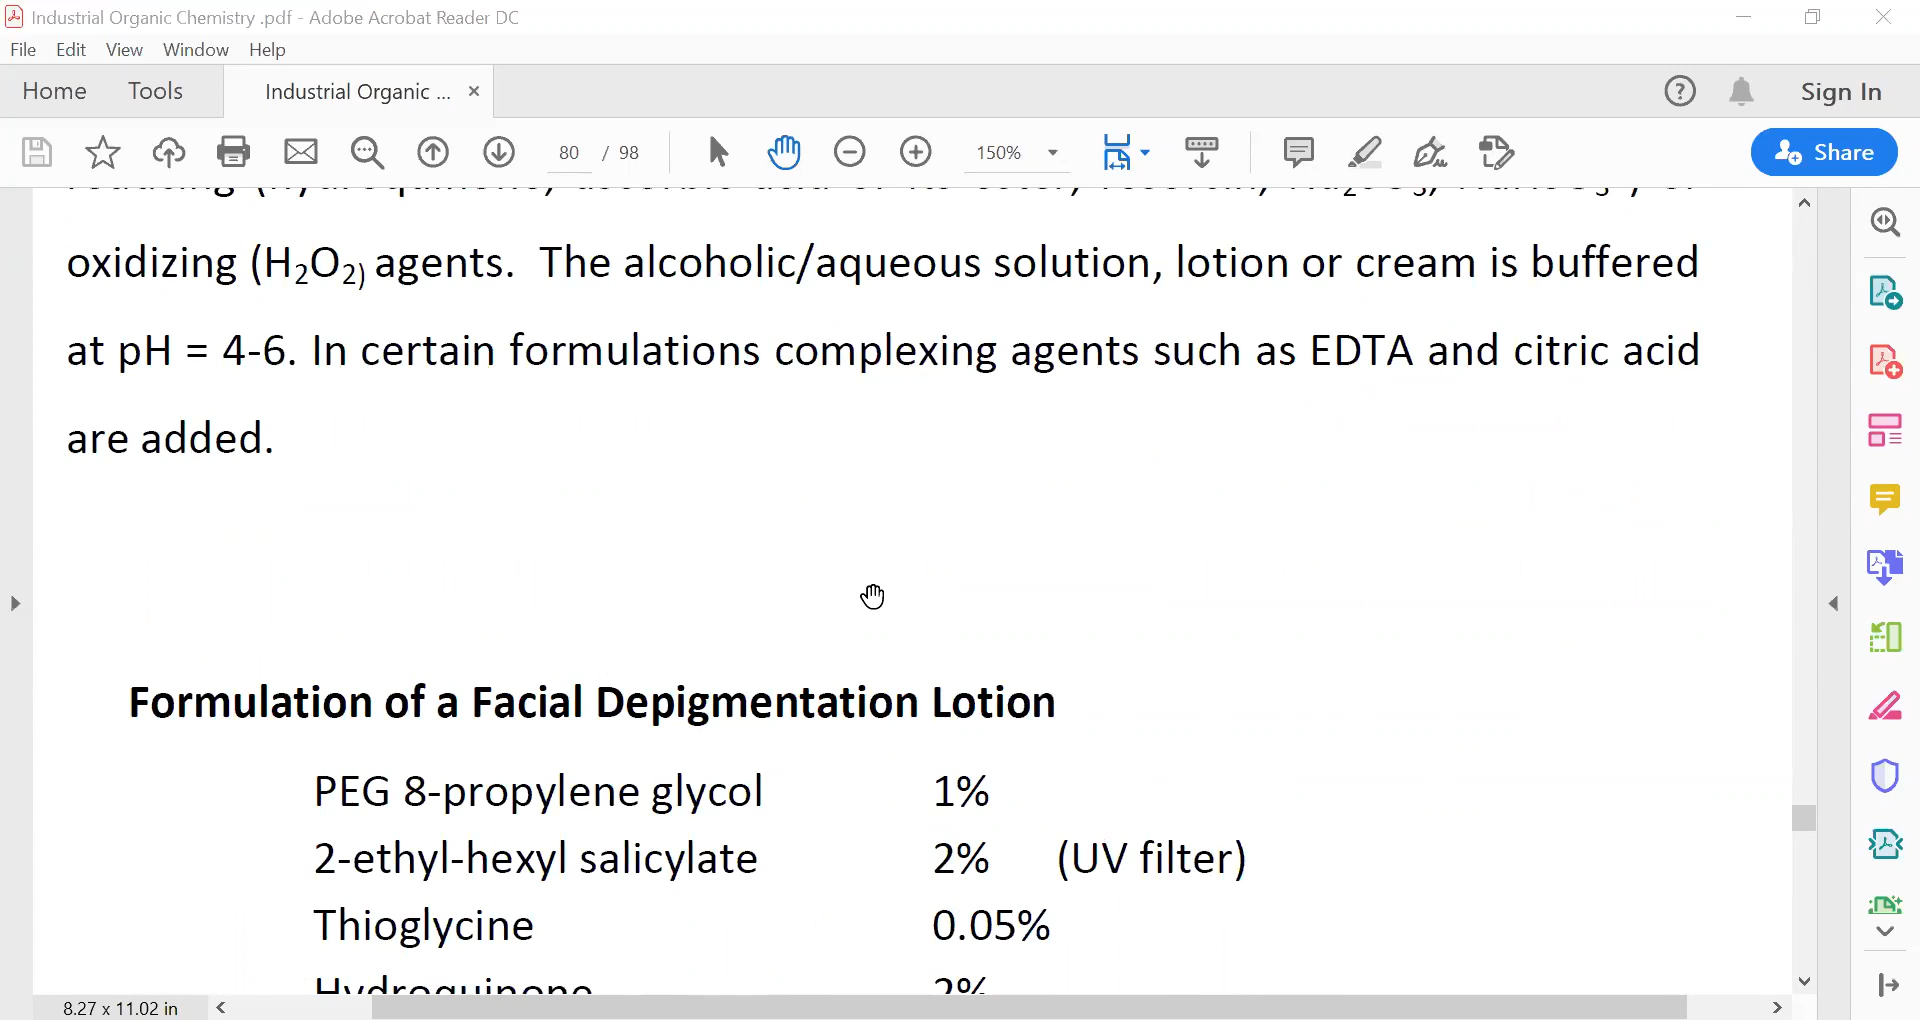 Industrial Organic Chemistry .pdf - Adobe Acrobat Reader DC
File Edit View Window Help
Home Tools Industrial Organic ... × Sign In
80 / 98 150% Share
oxidizing (H₂O₂₎ agents. The alcoholic/aqueous solution, lotion or cream is buffered
at pH = 4-6. In certain formulations complexing agents such as EDTA and citric acid
are added.
Formulation of a Facial Depigmentation Lotion
PEG 8-propylene glycol 1%
2-ethyl-hexyl salicylate 2% (UV filter)
Thioglycine 0.05%
Hydroquinone 2%
8.27 x 11.02 in